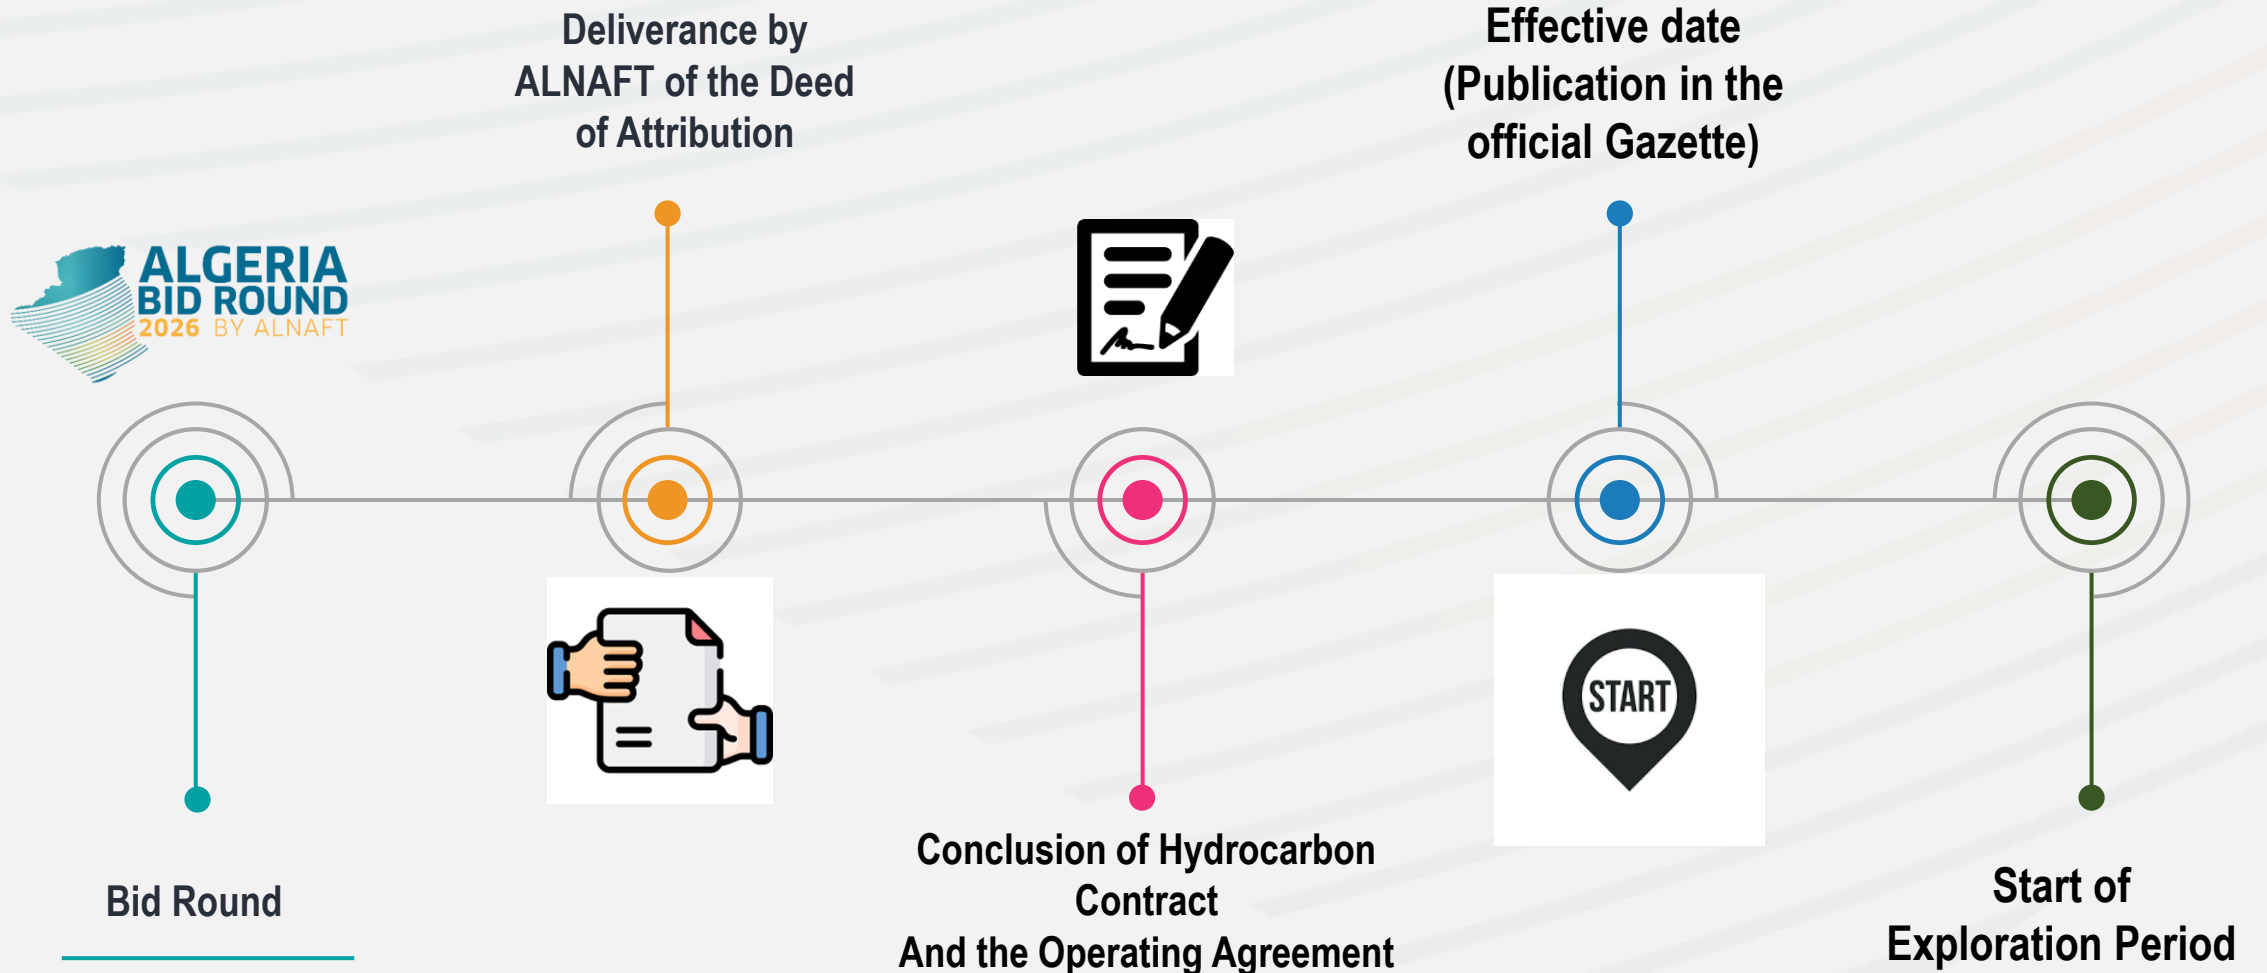 Deliverance by
ALNAFT of the Deed
of Attribution
Effective date
(Publication in the
official Gazette)
ALGERIA
BID ROUND
2026 BY ALNAFT
START
Bid Round
Conclusion of Hydrocarbon
Contract
And the Operating Agreement
Start of
Exploration Period